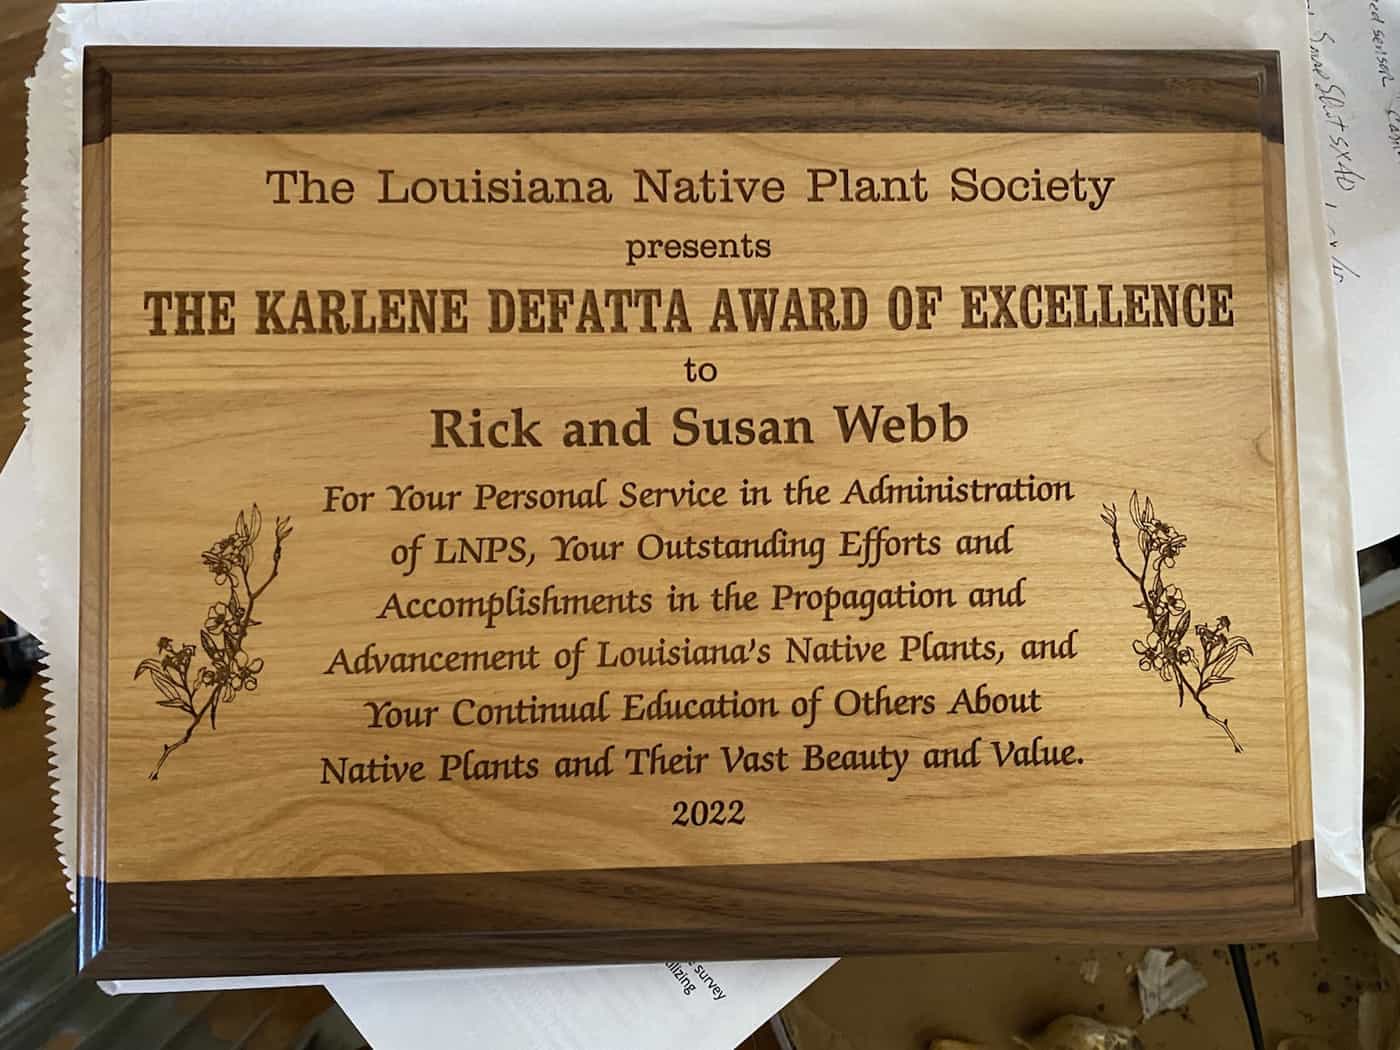 The Louisiana Native Plant Society
presents
THE KARLENE DEFATTA AWARD OF EXCELLENCE
to
Rick and Susan Webb
For Your Personal Service in the Administration
of LNPS, Your Outstanding Efforts and
Accomplishments in the Propagation and
Advancement of Louisiana's Native Plants, and
Your Continual Education of Others About
Native Plants and Their Vast Beauty and Value.
2022
survey